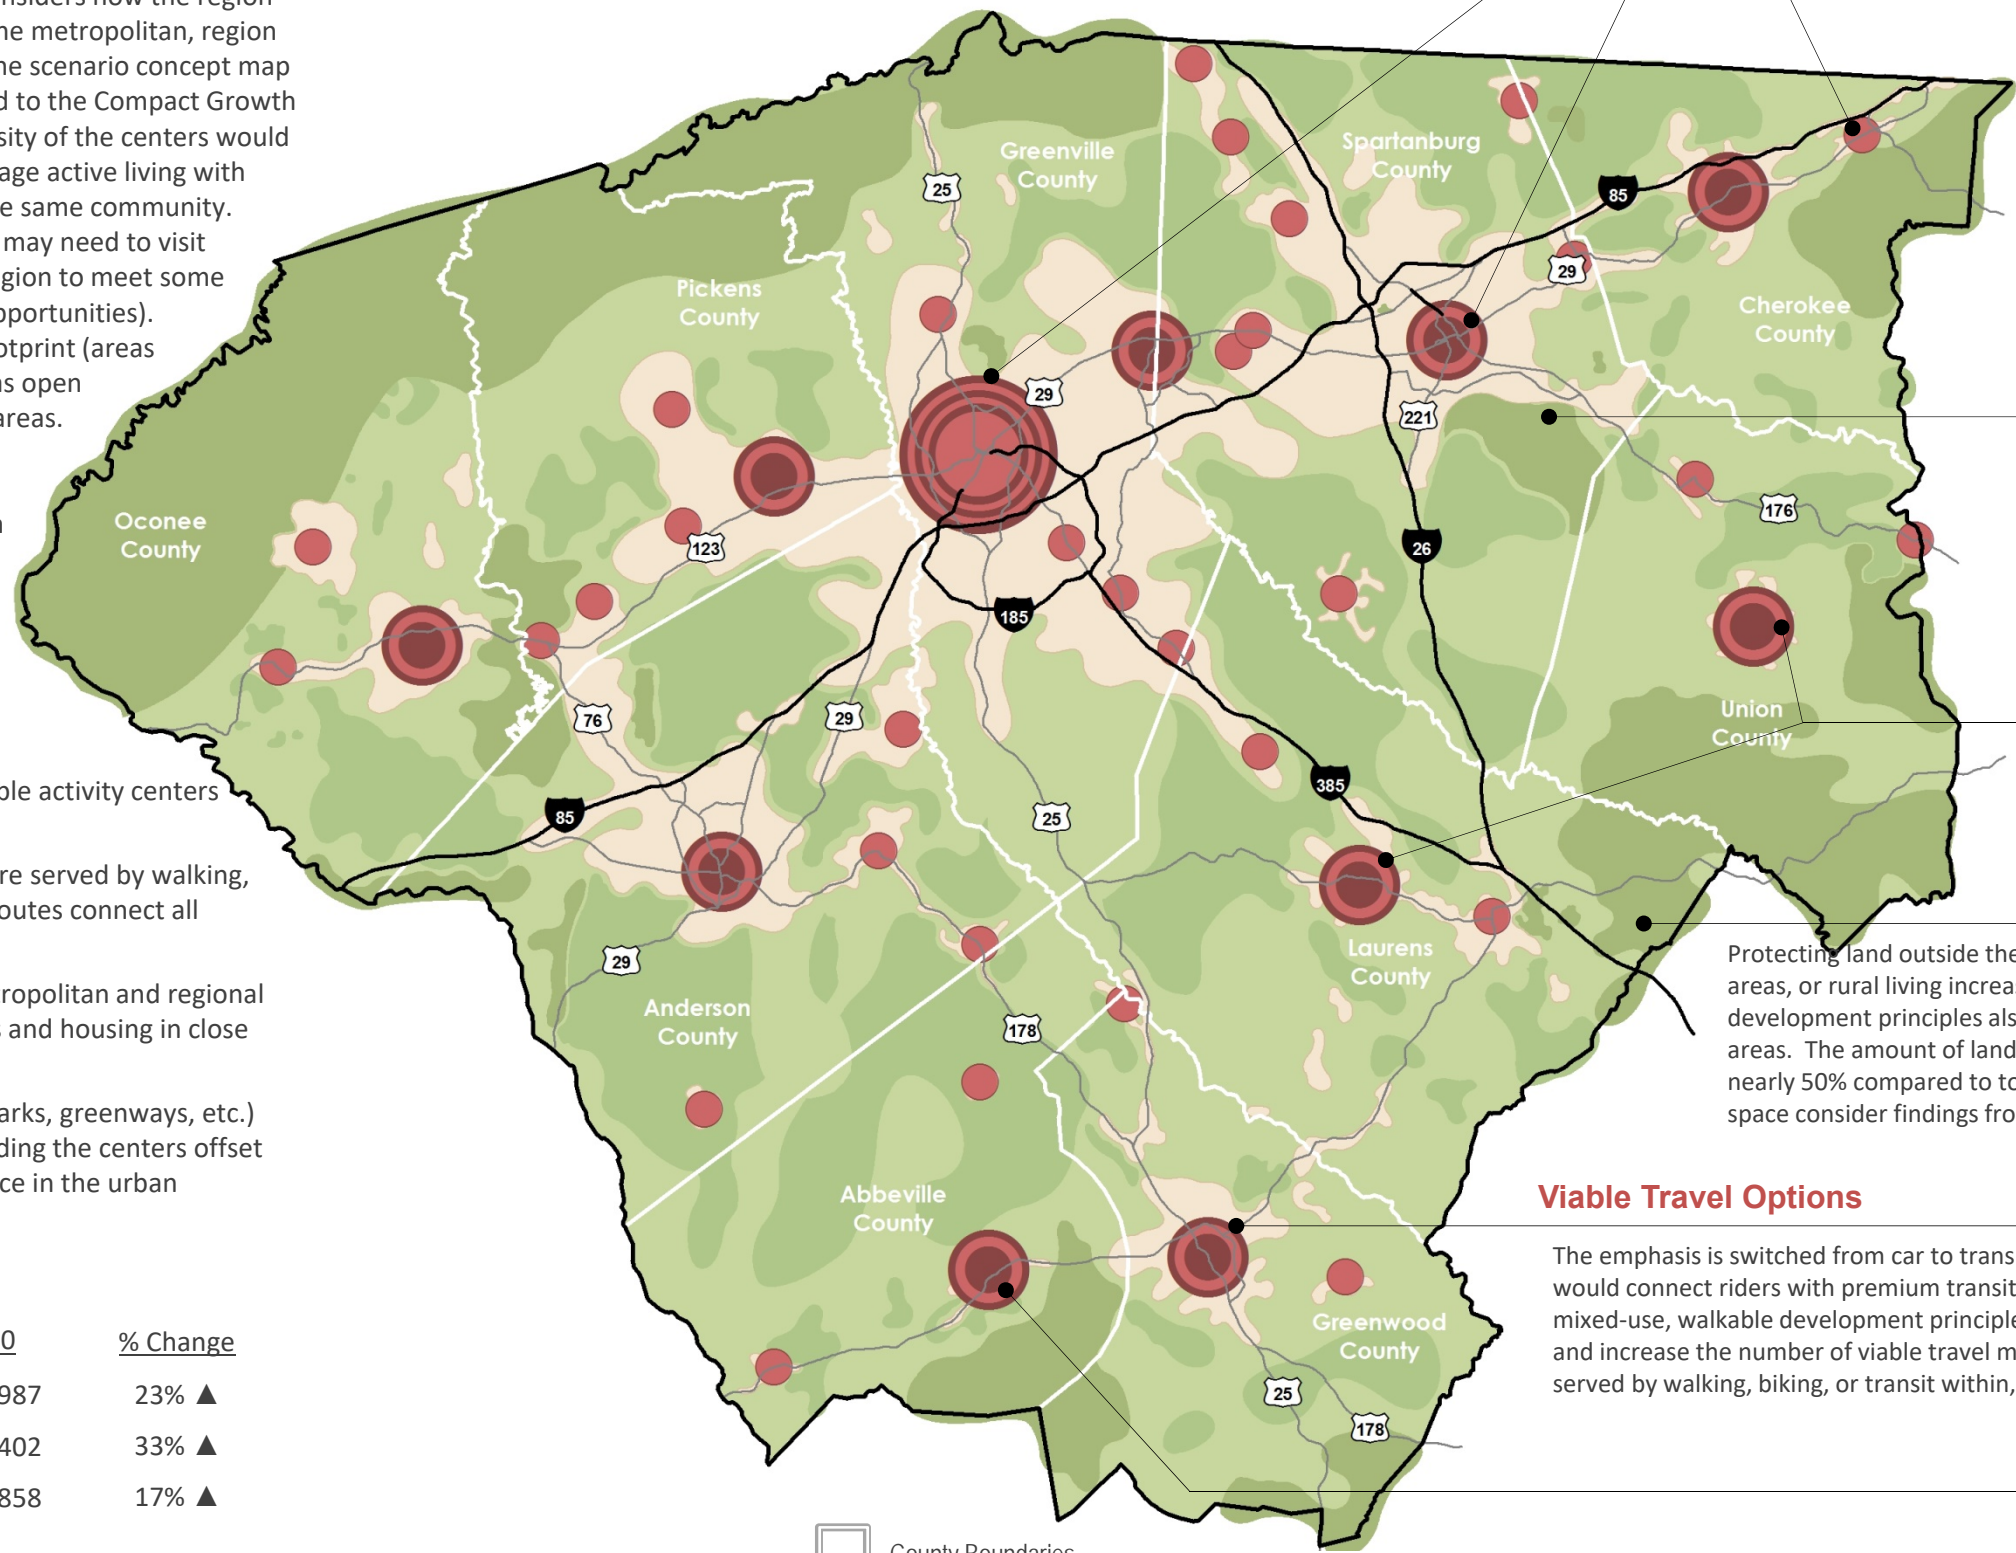 the metropolitan, region
the scenario concept map
d to the Compact Growth
sity of the centers would
age active living with
e same community.
may need to visit
egion to meet some
pportunities).
otprint (areas
as open
areas.
ble activity centers
re served by walking,
outes connect all
tropolitan and regional
s and housing in close
arks, greenways, etc.)
ding the centers offset
ce in the urban
0 % Change
987 23% ▲
402 33% ▲
858 17% ▲
Greenville
County
Spartanburg
County
Pickens
County
Cherokee
County
Oconee
County
Union
County
Laurens
County
Anderson
County
Abbeville
County
Greenwood
County
25
85
29
29
221
176
123
26
185
76
29
85
25
385
29
178
25
178
Protecting land outside the
areas, or rural living increa
development principles als
areas. The amount of land
nearly 50% compared to to
space consider findings fro
Viable Travel Options
The emphasis is switched from car to trans
would connect riders with premium transit
mixed-use, walkable development principle
and increase the number of viable travel m
served by walking, biking, or transit within,
County Boundaries